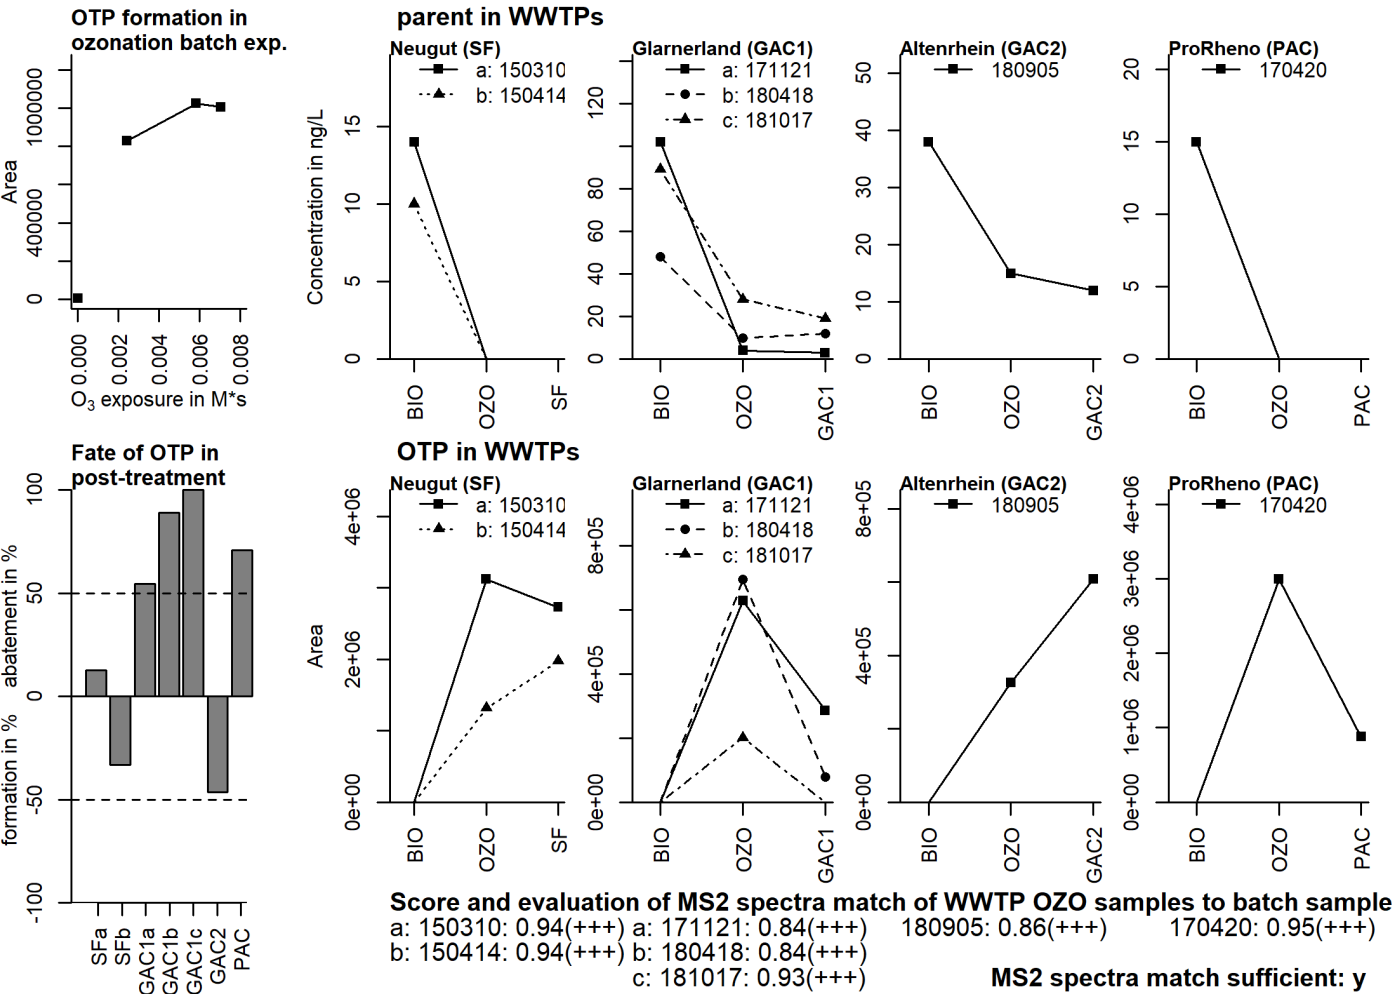 OTP formation in
ozonation batch exp.
Area
0
400000
1000000
0.000
0.002
0.004
0.006
0.008
O3 exposure in M*s
parent in WWTPs
Concentration in ng/L
Neugut (SF)
a: 150310
b: 150414
0
5
10
15
BIO
OZO
SF
Glarnerland (GAC1)
a: 171121
b: 180418
c: 181017
0
20
40
60
80
120
BIO
OZO
GAC1
Altenrhein (GAC2)
180905
0
10
20
30
40
50
BIO
OZO
GAC2
ProRheno (PAC)
170420
0
5
10
15
20
BIO
OZO
PAC
Fate of OTP in
post-treatment
formation in %
abatement in %
-100
-50
0
50
100
SFa
SFb
GAC1a
GAC1b
GAC1c
GAC2
PAC
OTP in WWTPs
Area
Neugut (SF)
a: 150310
b: 150414
0e+00
2e+06
4e+06
BIO
OZO
SF
Glarnerland (GAC1)
a: 171121
b: 180418
c: 181017
0e+00
4e+05
8e+05
BIO
OZO
GAC1
Altenrhein (GAC2)
180905
0e+00
4e+05
8e+05
BIO
OZO
GAC2
ProRheno (PAC)
170420
0e+00
1e+06
2e+06
3e+06
4e+06
BIO
OZO
PAC
Score and evaluation of MS2 spectra match of WWTP OZO samples to batch sample
a: 150310: 0.94(+++) a: 171121: 0.84(+++) 180905: 0.86(+++) 170420: 0.95(+++)
b: 150414: 0.94(+++) b: 180418: 0.84(+++)
c: 181017: 0.93(+++)
MS2 spectra match sufficient: y